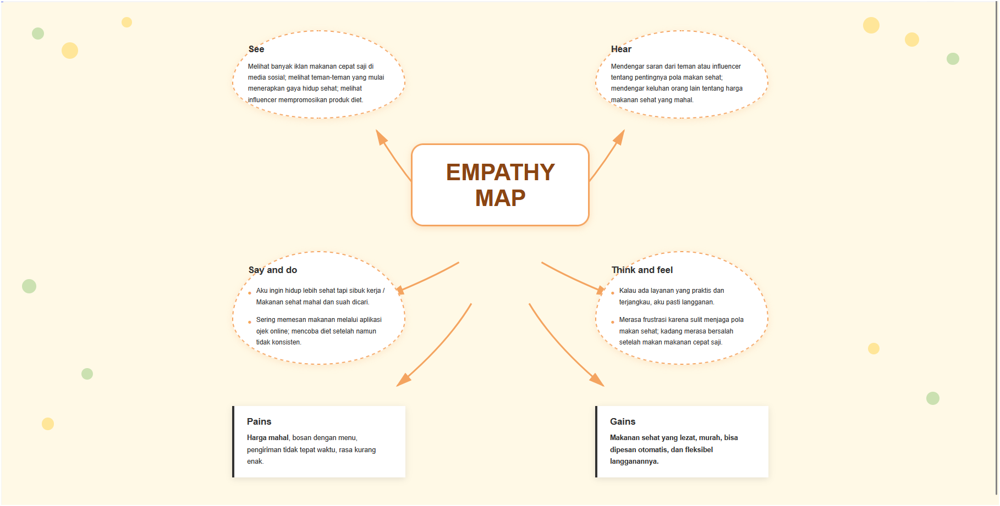 See
Melihat banyak iklan makanan cepat saji di
media sosial; melihat teman-teman yang mulai
menerapkan gaya hidup sehat; melihat
influencer mempromosikan produk diet.
Hear
Mendengar saran dari teman atau influencer
tentang pentingnya pola makan sehat;
mendengar keluhan orang lain tentang harga
makanan sehat yang mahal.
EMPATHY
MAP
Say and do
Aku ingin hidup lebih sehat tapi sibuk kerja /
Makanan sehat mahal dan suah dicari.
Sering memesan makanan melalui aplikasi
ojek online; mencoba diet setelah namun
tidak konsisten.
Think and feel
Kalau ada layanan yang praktis dan
terjangkau, aku pasti langganan.
Merasa frustrasi karena sulit menjaga pola
makan sehat; kadang merasa bersalah
setelah makan makanan cepat saji.
Pains
Harga mahal, bosan dengan menu,
pengiriman tidak tepat waktu, rasa kurang
enak.
Gains
Makanan sehat yang lezat, murah, bisa
dipesan otomatis, dan fleksibel
langganannya.